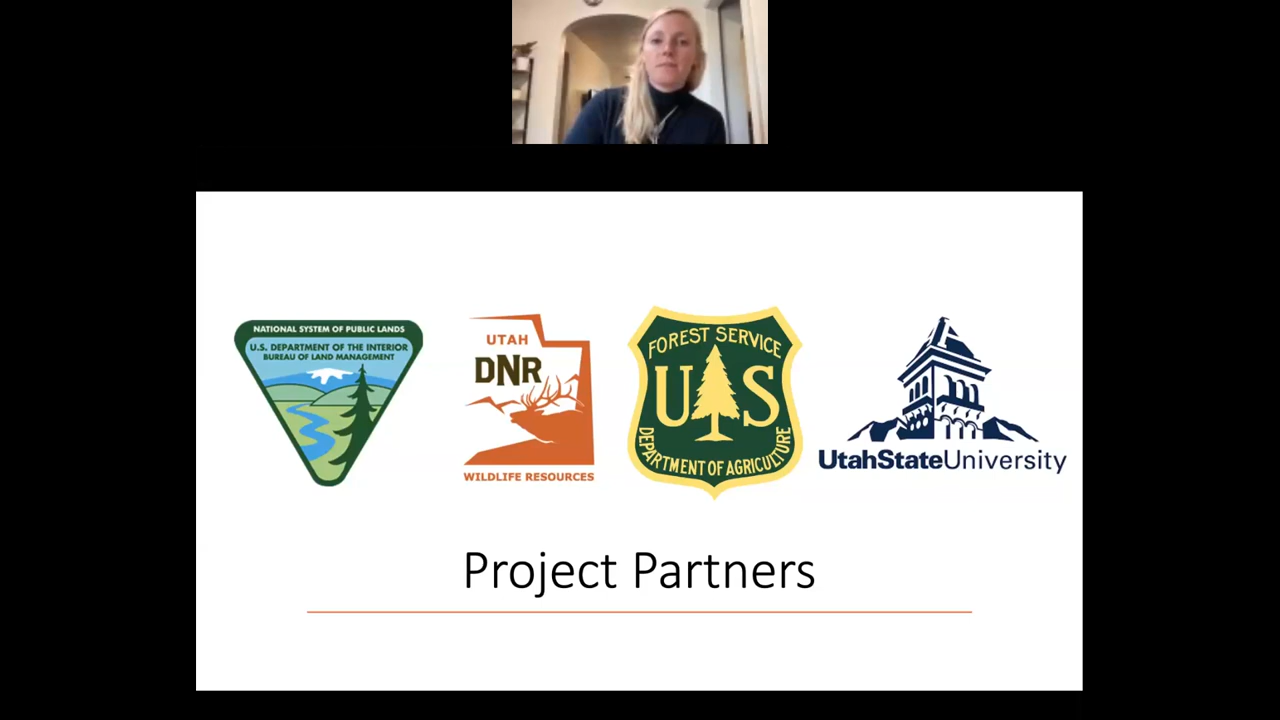 NATIONAL SYSTEM OF PUBLIC LANDS
U.S. DEPARTMENT OF THE INTERIOR
BUREAU OF LAND MANAGEMENT
UTAH
DNR
WILDLIFE RESOURCES
FOREST SERVICE
US
DEPARTMENT OF AGRICULTURE
UtahStateUniversity
Project Partners